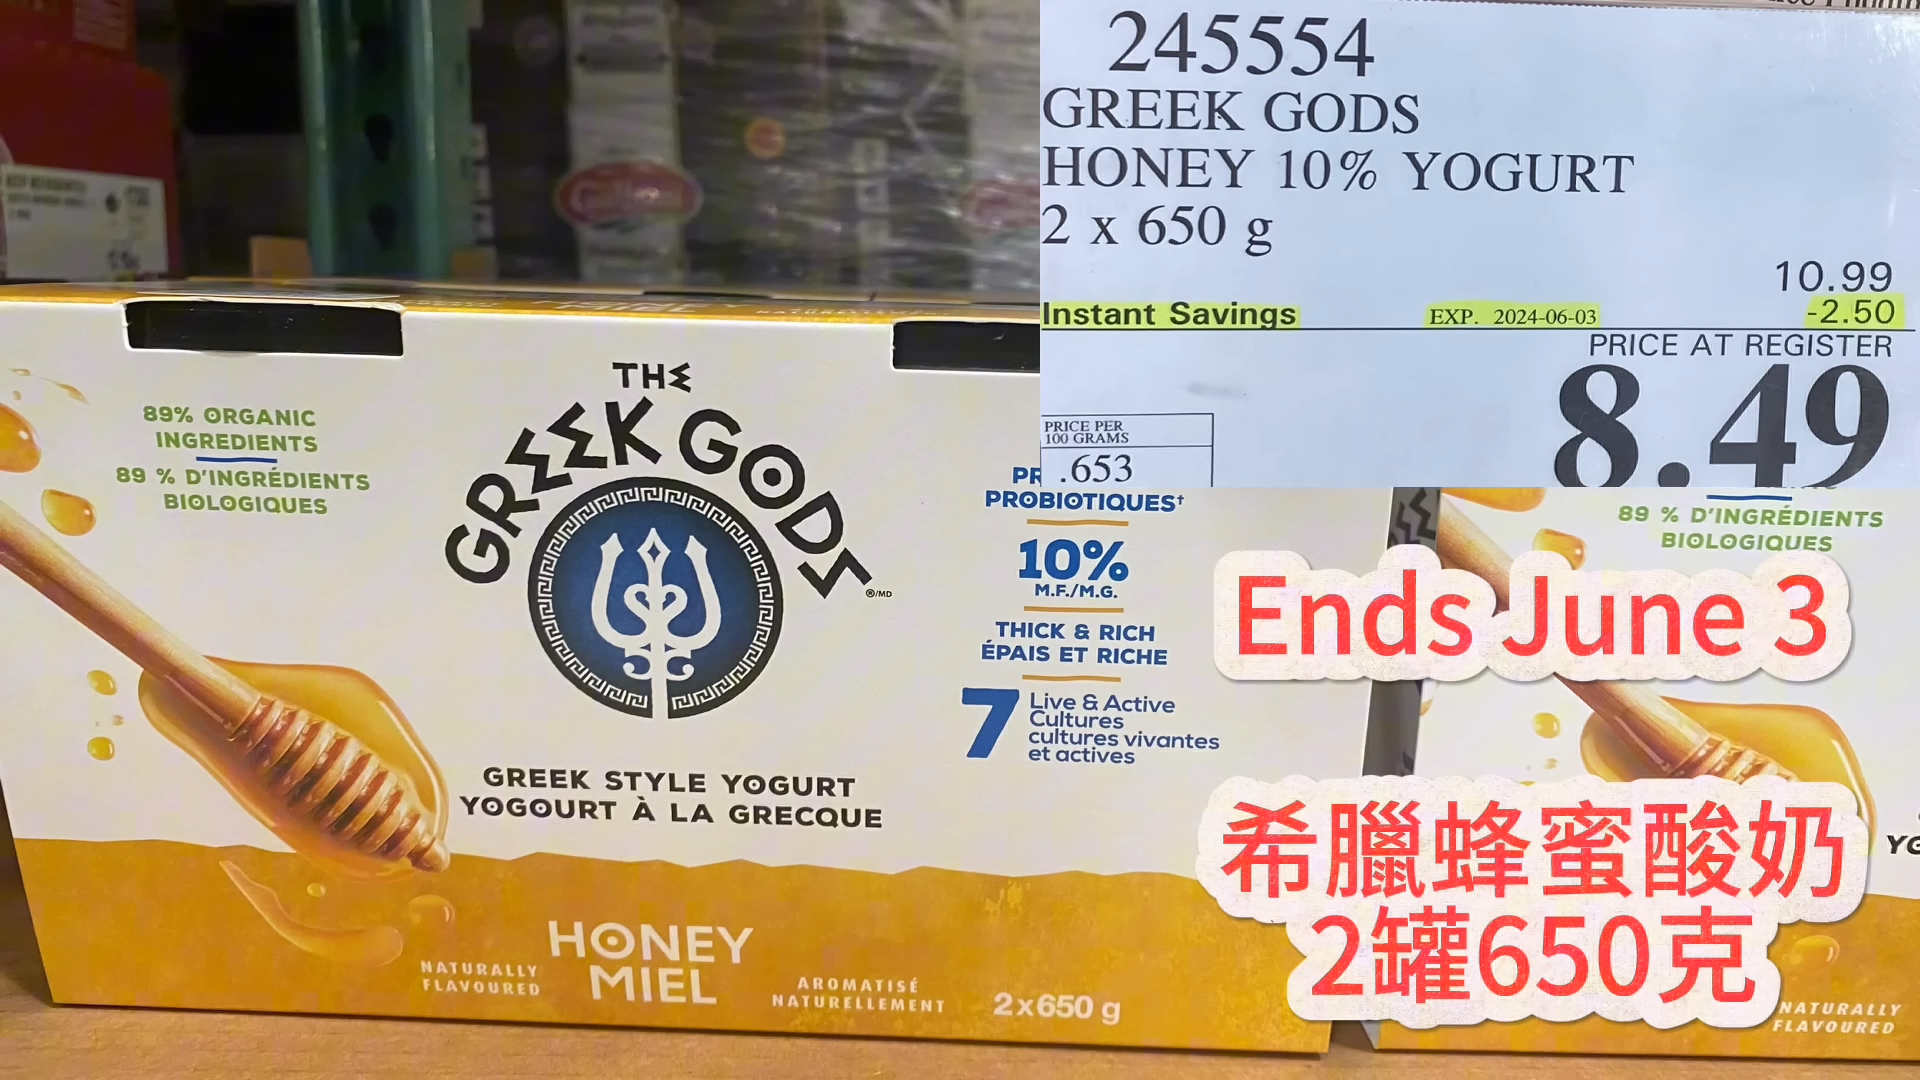 245554
GREEK GODS
HONEY 10% YOGURT
2 x 650 g
10.99
Instant Savings EXP. 2024-06-03 -2.50
PRICE AT REGISTER
8.49
PRICE PER
100 GRAMS
.653
THE
GREEK GODS
®/MD
89% ORGANIC
INGREDIENTS
89 % D'INGRÉDIENTS
BIOLOGIQUES
PROBIOTIQUES†
10%
M.F./M.G.
THICK & RICH
ÉPAIS ET RICHE
7 Live & Active
Cultures
cultures vivantes
et actives
GREEK STYLE YOGURT
YOGOURT À LA GRECQUE
HONEY
MIEL
NATURALLY
FLAVOURED
AROMATISÉ
NATURELLEMENT
2x650 g
89 % D'INGRÉDIENTS
BIOLOGIQUES
Ends June 3
希臘蜂蜜酸奶
2罐650克
NATURALLY
FLAVOURED